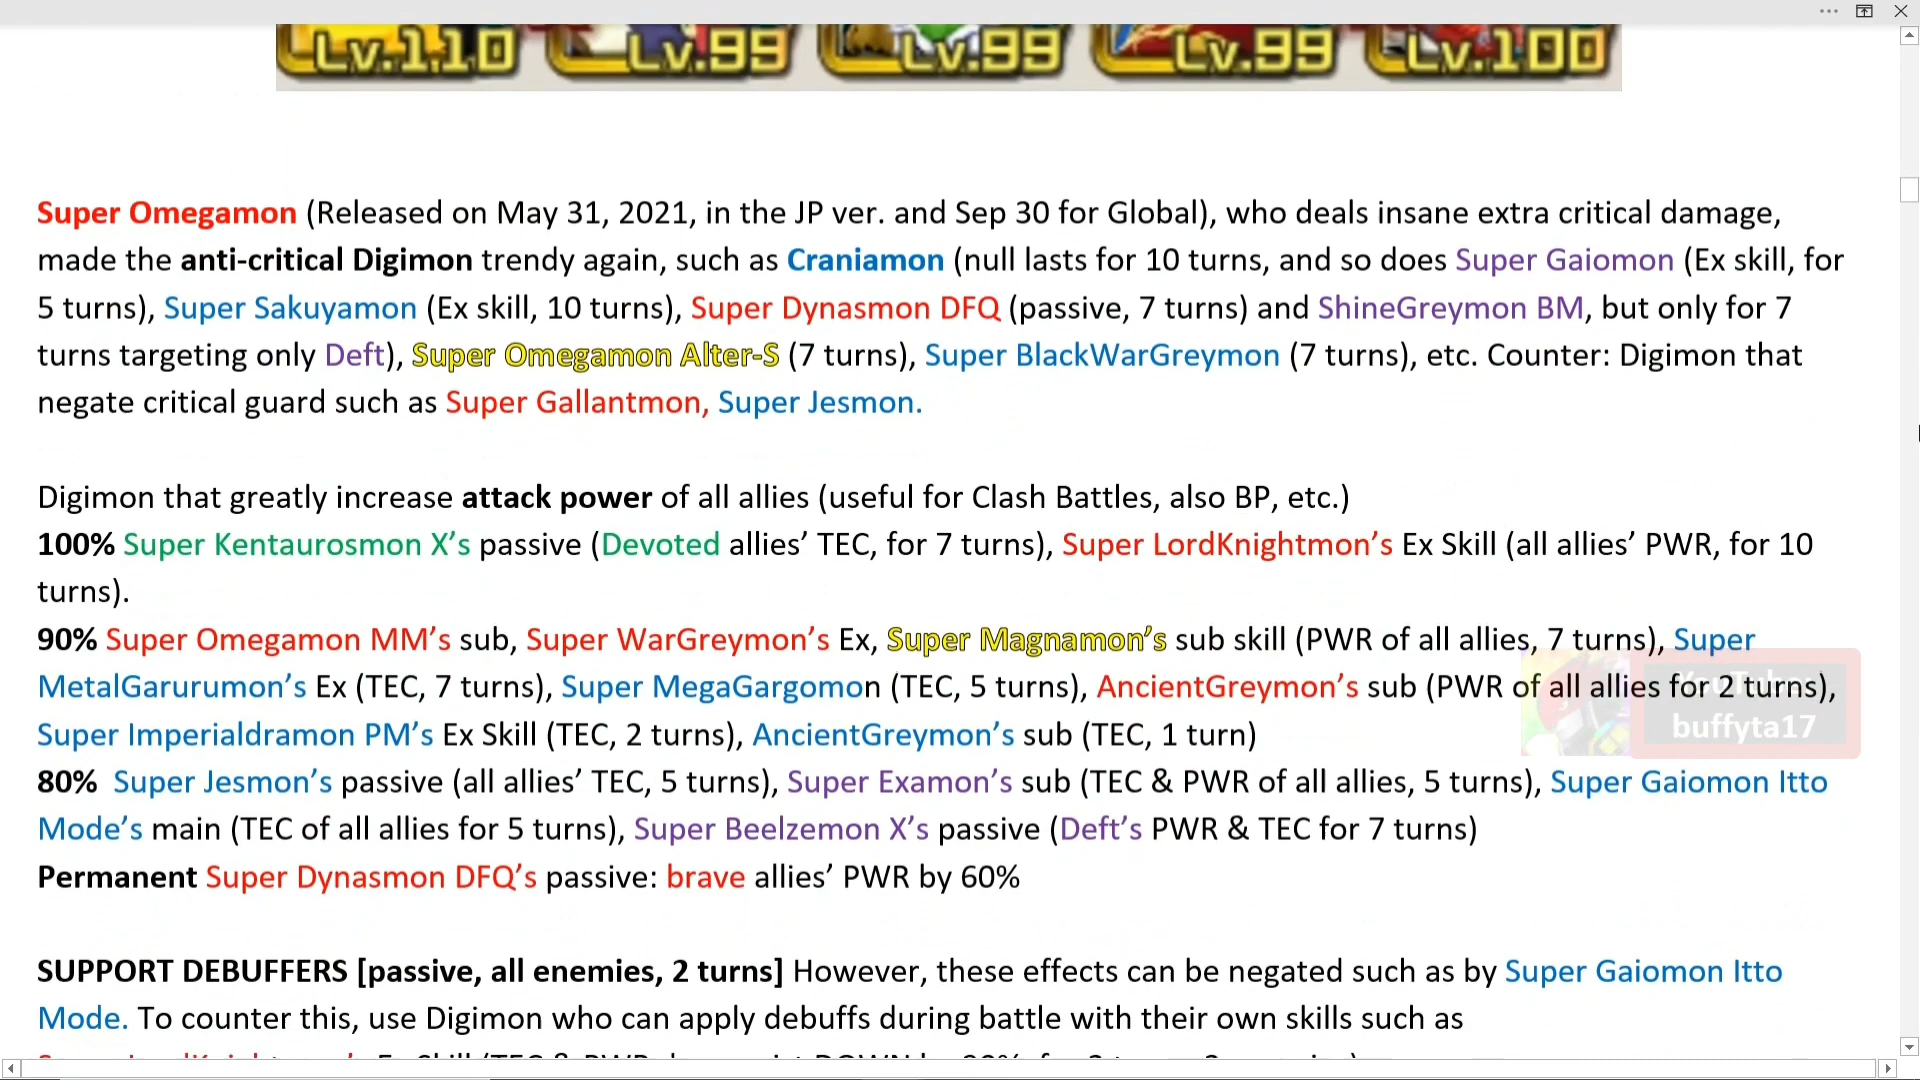 Lv.110 Lv.99 Lv.99 Lv.99 Lv.100
Super Omegamon (Released on May 31, 2021, in the JP ver. and Sep 30 for Global), who deals insane extra critical damage,
made the anti-critical Digimon trendy again, such as Craniamon (null lasts for 10 turns, and so does Super Gaiomon (Ex skill, for
5 turns), Super Sakuyamon (Ex skill, 10 turns), Super Dynasmon DFQ (passive, 7 turns) and ShineGreymon BM, but only for 7
turns targeting only Deft), Super Omegamon Alter-S (7 turns), Super BlackWarGreymon (7 turns), etc. Counter: Digimon that
negate critical guard such as Super Gallantmon, Super Jesmon.
Digimon that greatly increase attack power of all allies (useful for Clash Battles, also BP, etc.)
100% Super Kentaurosmon X’s passive (Devoted allies’ TEC, for 7 turns), Super LordKnightmon’s Ex Skill (all allies’ PWR, for 10
turns).
90% Super Omegamon MM’s sub, Super WarGreymon’s Ex, Super Magnamon’s sub skill (PWR of all allies, 7 turns), Super
MetalGarurumon’s Ex (TEC, 7 turns), Super MegaGargomon (TEC, 5 turns), AncientGreymon’s sub (PWR of all allies for 2 turns),
Super Imperialdramon PM’s Ex Skill (TEC, 2 turns), AncientGreymon’s sub (TEC, 1 turn)
YouTube:
buffyta17
80% Super Jesmon’s passive (all allies’ TEC, 5 turns), Super Examon’s sub (TEC & PWR of all allies, 5 turns), Super Gaiomon Itto
Mode’s main (TEC of all allies for 5 turns), Super Beelzemon X’s passive (Deft’s PWR & TEC for 7 turns)
Permanent Super Dynasmon DFQ’s passive: brave allies’ PWR by 60%
SUPPORT DEBUFFERS [passive, all enemies, 2 turns] However, these effects can be negated such as by Super Gaiomon Itto
Mode. To counter this, use Digimon who can apply debuffs during battle with their own skills such as